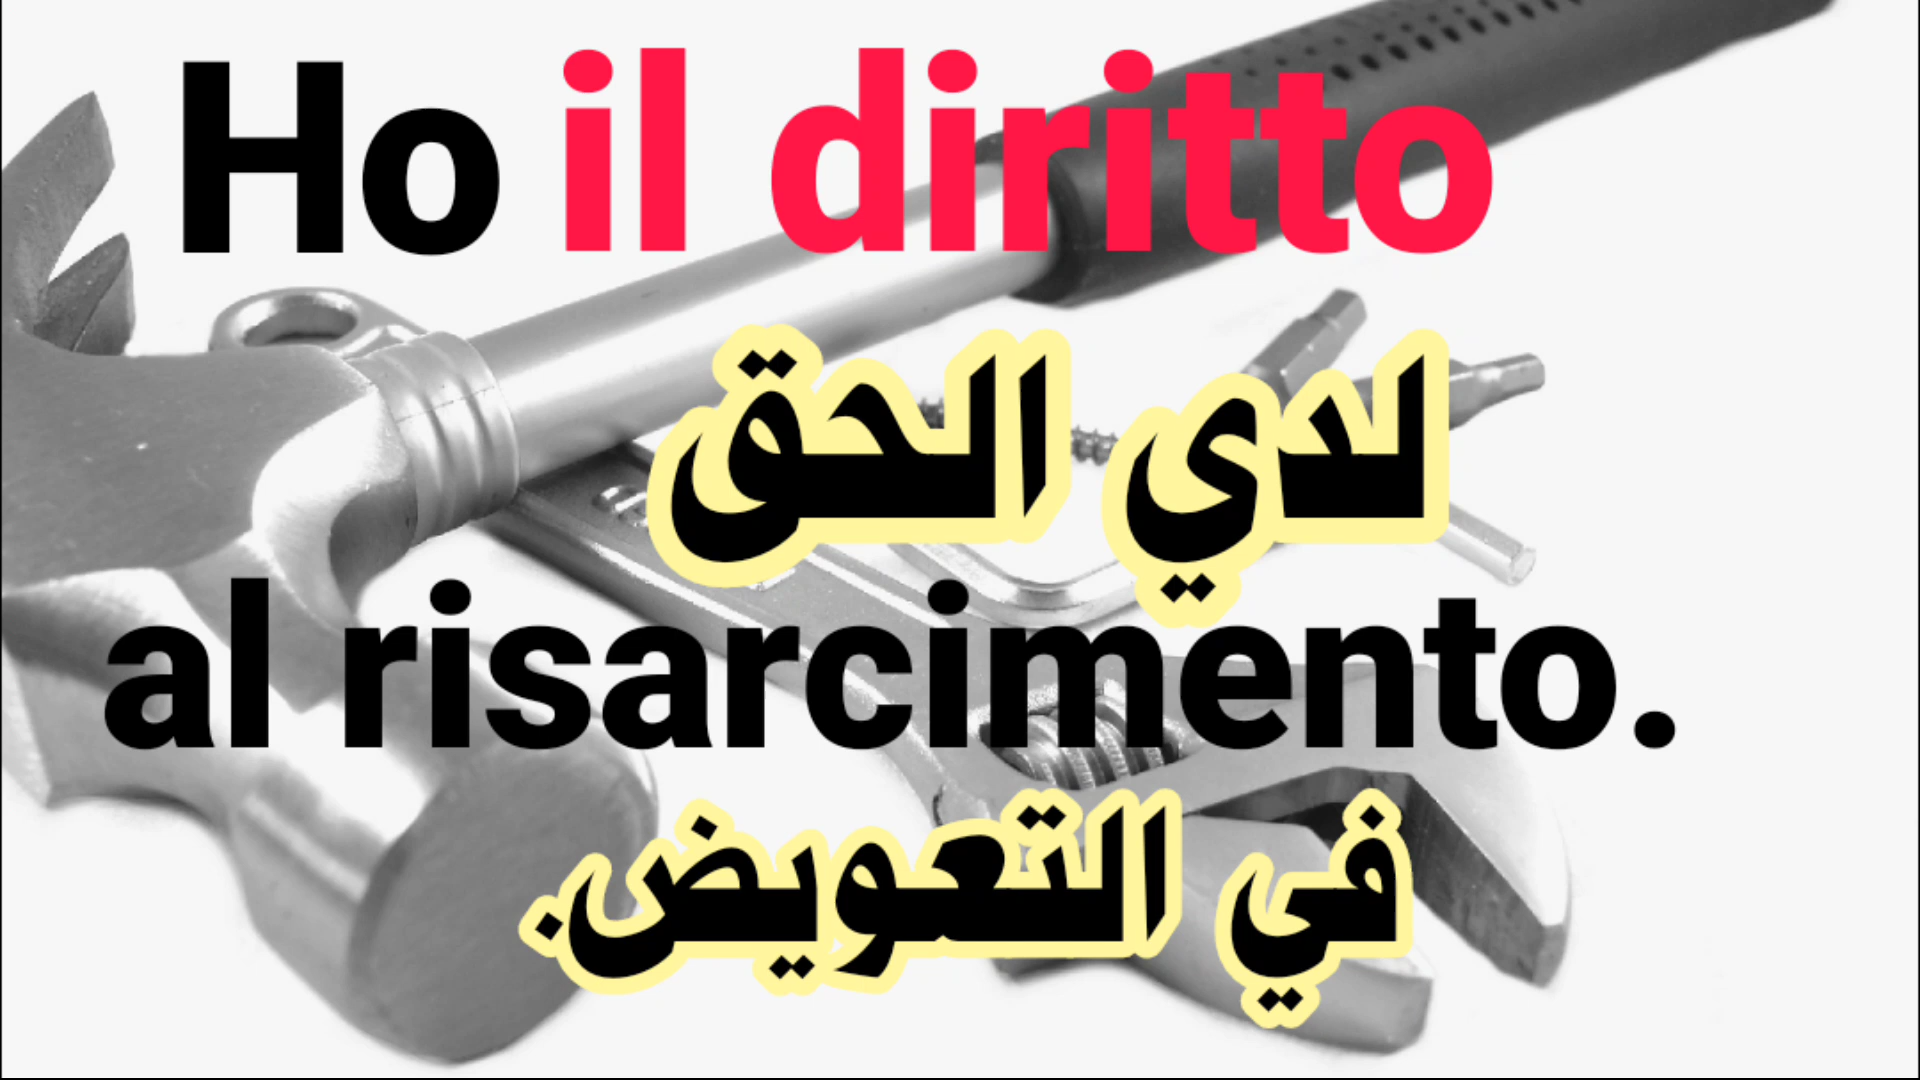 Ho il diritto
لدي الحق
al risarcimento.
في التعويض.